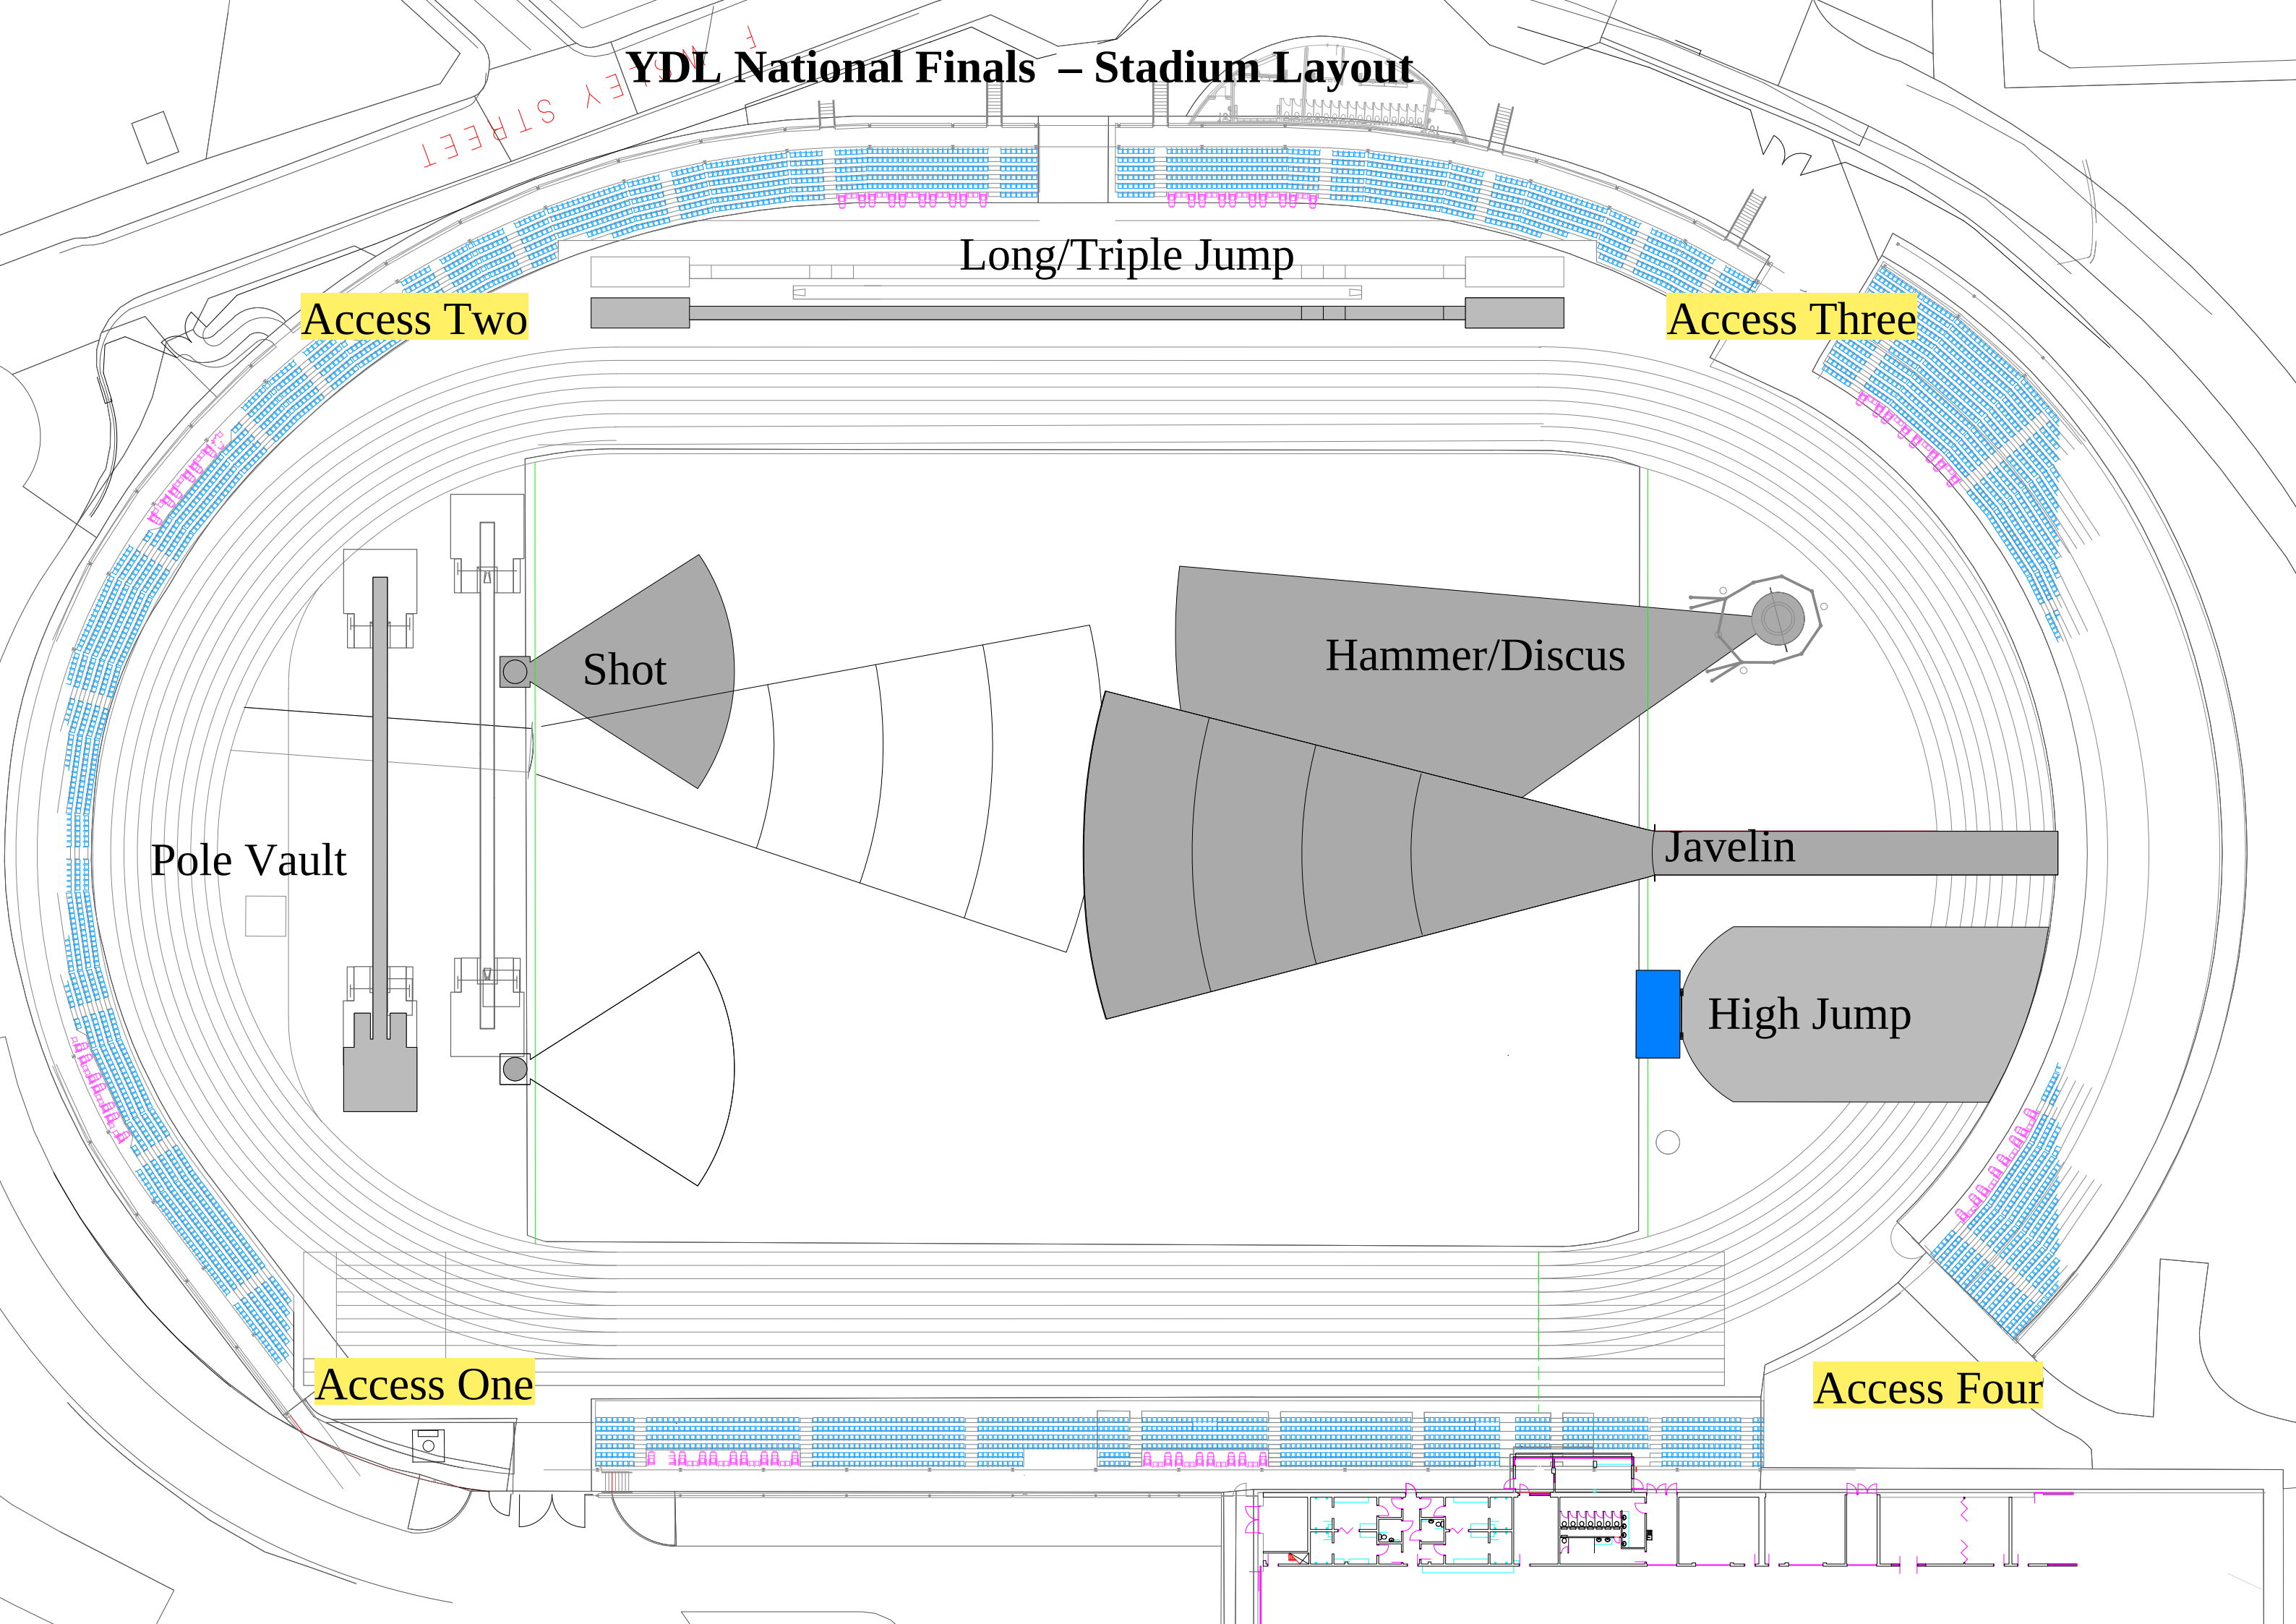 YDL National Finals – Stadium Layout
Long/Triple Jump
Access Two
Access Three
Shot
Hammer/Discus
Pole Vault
Javelin
High Jump
Access One
Access Four